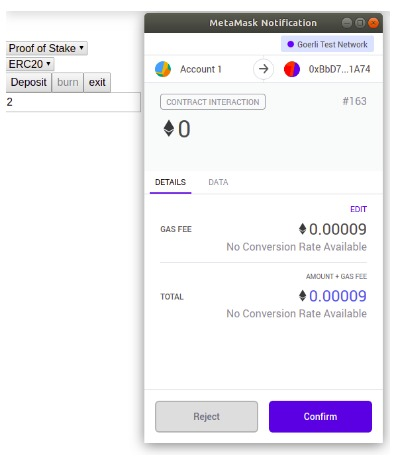 MetaMask Notification
Goerli Test Network
Proof of Stake
ERC20
Deposit burn exit
2
Account 1 0xBbD7...1A74
CONTRACT INTERACTION #163
0
DETAILS DATA
EDIT
GAS FEE 0.00009
No Conversion Rate Available
AMOUNT + GAS FEE
TOTAL 0.00009
No Conversion Rate Available
Reject Confirm